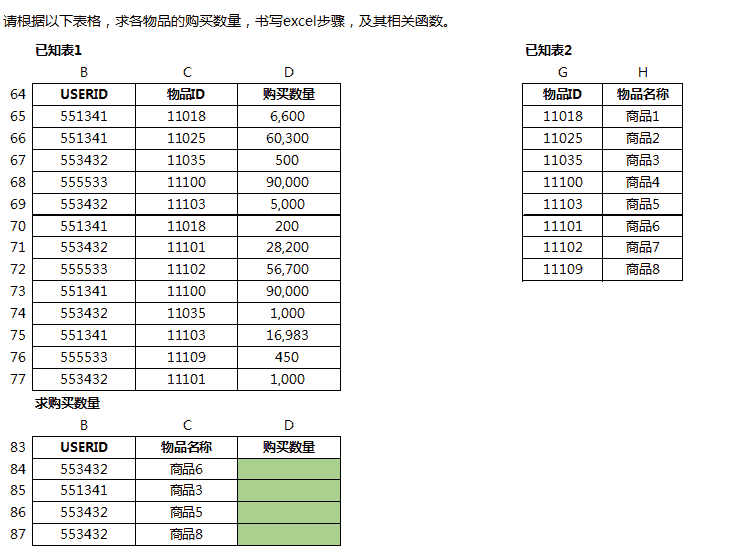 请根据以下表格，求各物品的购买数量，书写excel步骤，及其相关函数。
已知表1 已知表2
B C D G H
64 USERID 物品ID 购买数量 物品ID 物品名称
65 551341 11018 6,600 11018 商品1
66 551341 11025 60,300 11025 商品2
67 553432 11035 500 11035 商品3
68 555533 11100 90,000 11100 商品4
69 553432 11103 5,000 11103 商品5
70 551341 11018 200 11101 商品6
71 553432 11101 28,200 11102 商品7
72 555533 11102 56,700 11109 商品8
73 551341 11100 90,000
74 553432 11035 1,000
75 551341 11103 16,983
76 555533 11109 450
77 553432 11101 1,000
求购买数量
B C D
83 USERID 物品名称 购买数量
84 553432 商品6
85 551341 商品3
86 553432 商品5
87 553432 商品8